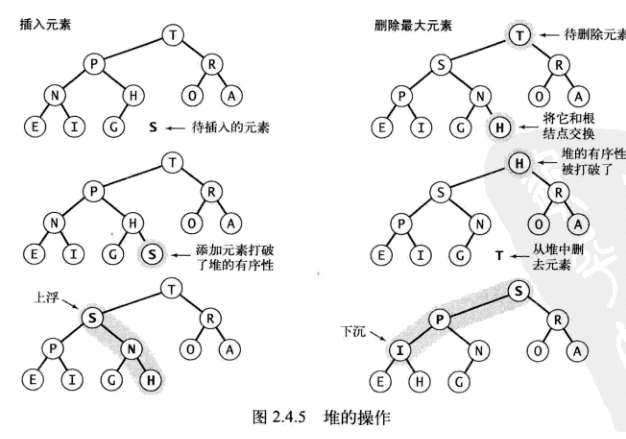 插入元素
T
P R
N H O A
E I G S ← 待插入的元素
T
P R
N H O A
E I G S ← 添加元素打破
了堆的有序性
上浮
T
S R
P N O A
E I G H
删除最大元素
T ← 待删除元素
S R
P N O A
E I G H ← 将它和根
结点交换
H ← 堆的有序性
被打破了
S R
P N O A
E I G T ← 从堆中删
去元素
下沉
S
P R
I N O A
E H G
图 2.4.5 堆的操作